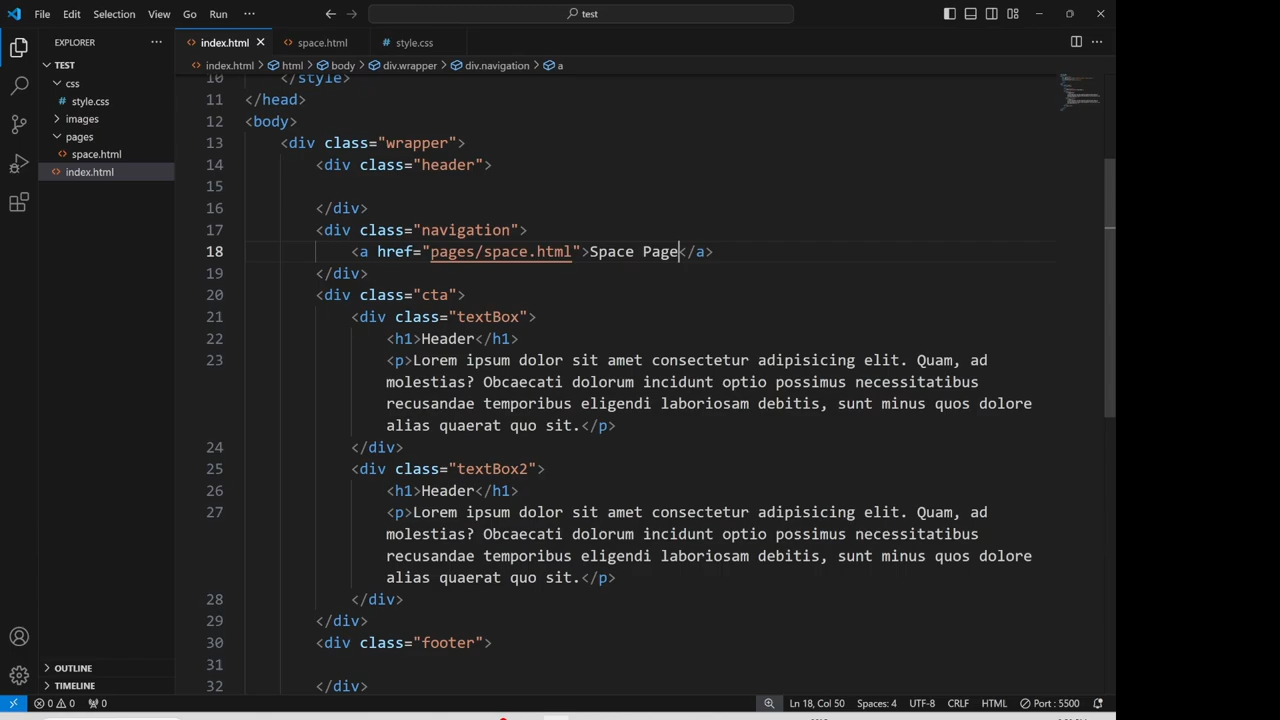 File Edit Selection View Go Run ··· test
EXPLORER ···
index.html space.html style.css
TEST
index.html > html > body > div.wrapper > div.navigation > a
css
style.css
images
pages
space.html
index.html
10 </style>
11 </head>
12 <body>
13 <div class="wrapper">
14 <div class="header">
15
16 </div>
17 <div class="navigation">
18 <a href="pages/space.html">Space Page</a>
19 </div>
20 <div class="cta">
21 <div class="textBox">
22 <h1>Header</h1>
23 <p>Lorem ipsum dolor sit amet consectetur adipisicing elit. Quam, ad
molestias? Obcaecati dolorum incidunt optio possimus necessitatibus
recusandae temporibus eligendi laboriosam debitis, sunt minus quos dolore
alias quaerat quo sit.</p>
24 </div>
25 <div class="textBox2">
26 <h1>Header</h1>
27 <p>Lorem ipsum dolor sit amet consectetur adipisicing elit. Quam, ad
molestias? Obcaecati dolorum incidunt optio possimus necessitatibus
recusandae temporibus eligendi laboriosam debitis, sunt minus quos dolore
alias quaerat quo sit.</p>
28 </div>
29 </div>
30 <div class="footer">
31
32 </div>
OUTLINE
TIMELINE
0 0 0 Ln 18, Col 50 Spaces: 4 UTF-8 CRLF HTML Port : 5500